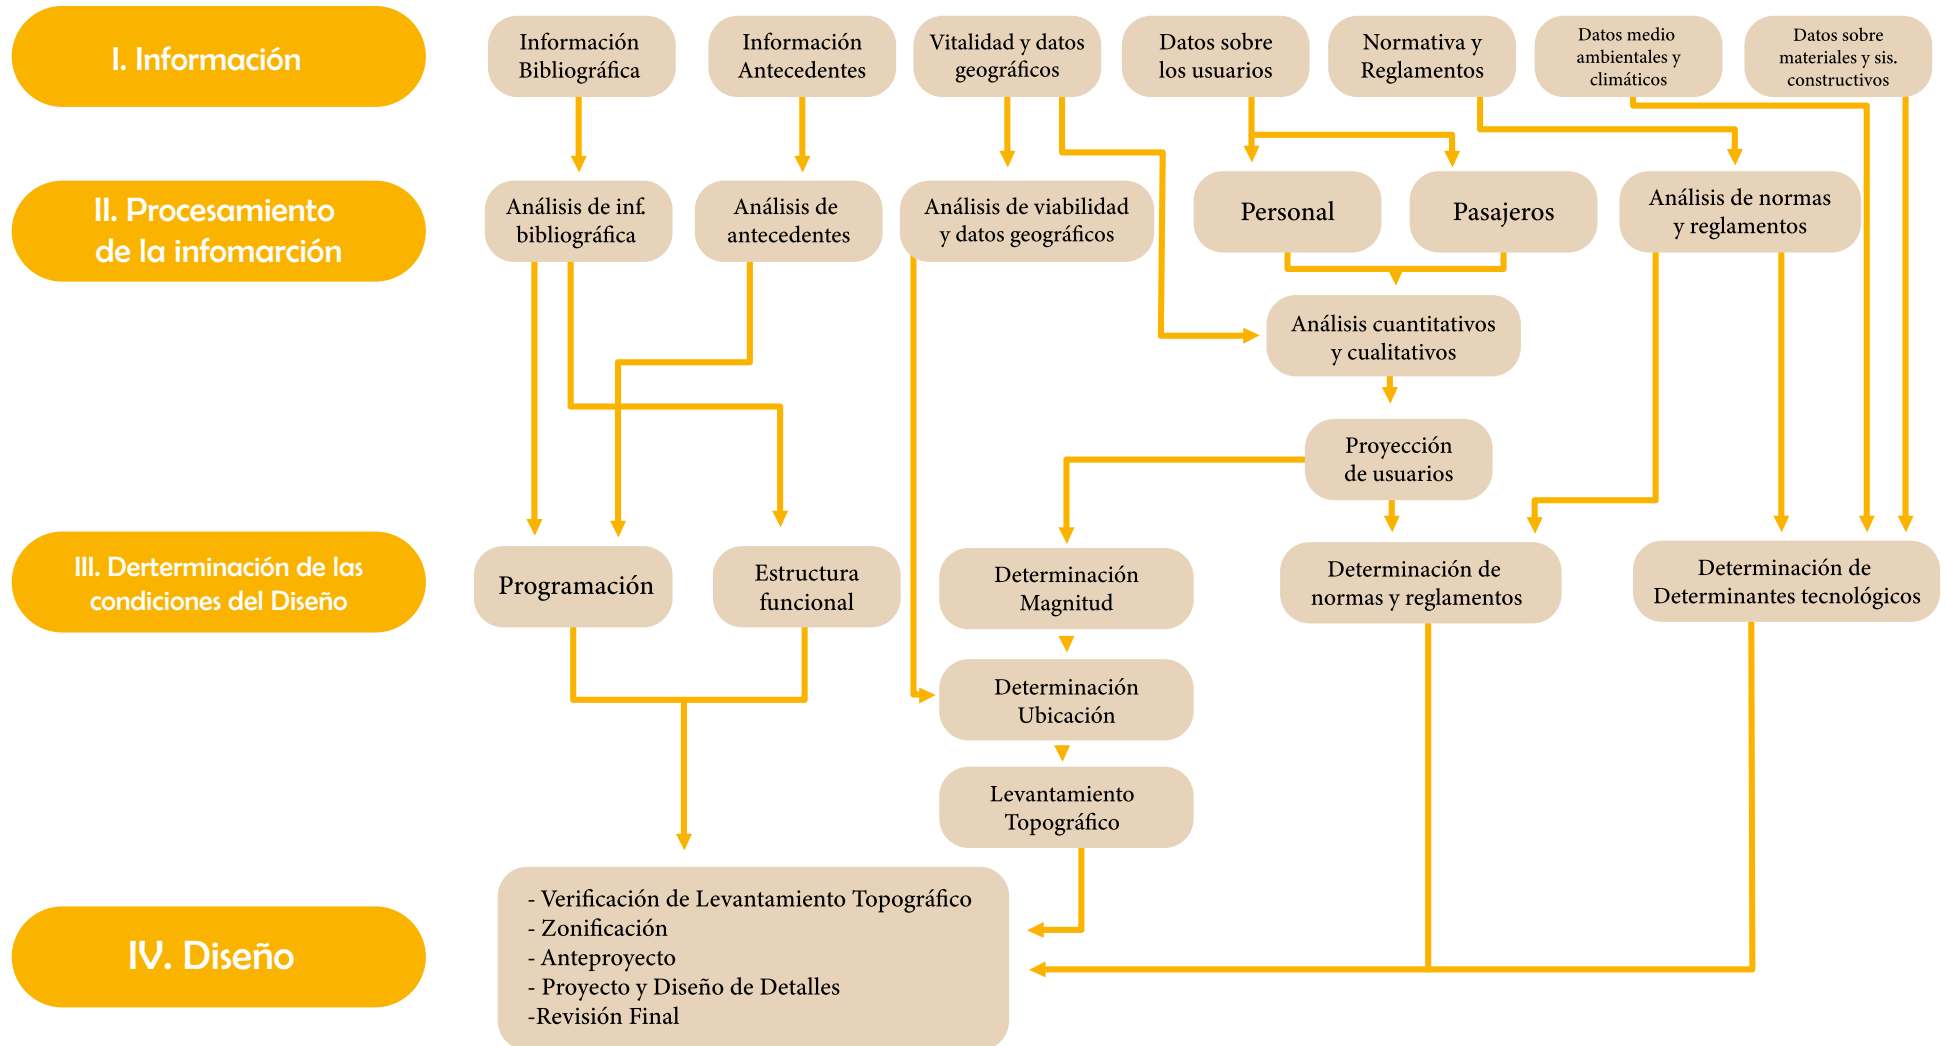 I. Información
Información
Bibliográfica
Información
Antecedentes
Vitalidad y datos
geográficos
Datos sobre
los usuarios
Normativa y
Reglamentos
Datos medio
ambientales y
climáticos
Datos sobre
materiales y sis.
constructivos
II. Procesamiento
de la infomarción
Análisis de inf.
bibliográfica
Análisis de
antecedentes
Análisis de viabilidad
y datos geográficos
Personal
Pasajeros
Análisis de normas
y reglamentos
Análisis cuantitativos
y cualitativos
Proyección
de usuarios
III. Derterminación de las
condiciones del Diseño
Programación
Estructura
funcional
Determinación
Magnitud
Determinación de
normas y reglamentos
Determinación de
Determinantes tecnológicos
Determinación
Ubicación
Levantamiento
Topográfico
IV. Diseño
- Verificación de Levantamiento Topográfico
- Zonificación
- Anteproyecto
- Proyecto y Diseño de Detalles
-Revisión Final